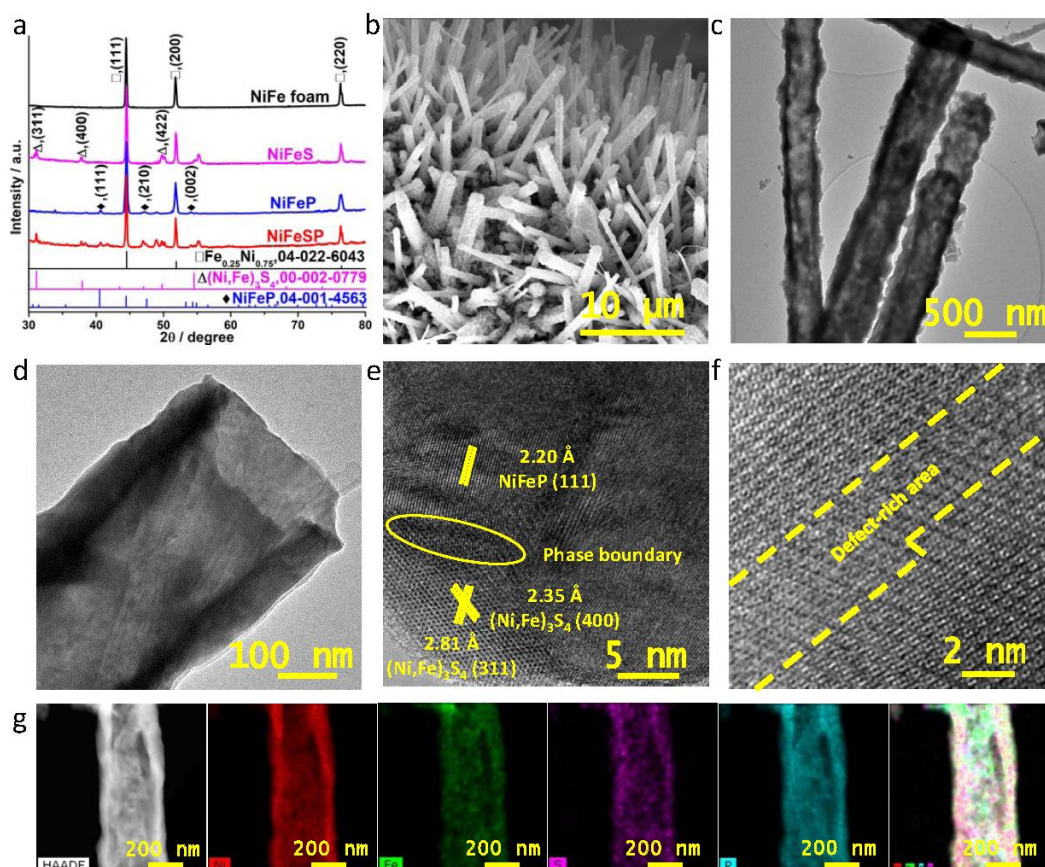 a
Intensity / a.u.
□,(111)
□,(200)
□,(220)
NiFe foam
Δ,(311)
Δ,(400)
Δ,(422)
NiFeS
◆,(111)
◆,(210)
◆,(002)
NiFeP
NiFeSP
□Fe0.25Ni0.75,04-022-6043
Δ(Ni,Fe)3S4,00-002-0779
◆NiFeP,04-001-4563
30 40 50 60 70 80
2θ / degree
b
10 µm
c
500 nm
d
100 nm
e
2.20 Å
NiFeP (111)
Phase boundary
2.35 Å
(Ni,Fe)3S4 (400)
2.81 Å
(Ni,Fe)3S4 (311)
5 nm
f
Defect-rich area
2 nm
g
HAADF
200 nm
Ni
200 nm
Fe
200 nm
S
200 nm
P
200 nm
200 nm